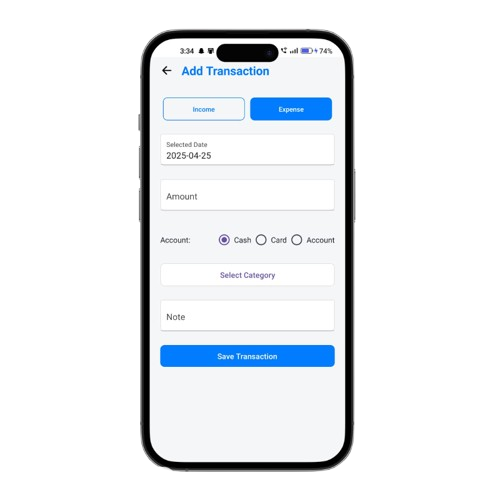 3:34 74%
Add Transaction
Income Expense
Selected Date
2025-04-25
Amount
Account: Cash Card Account
Select Category
Note
Save Transaction